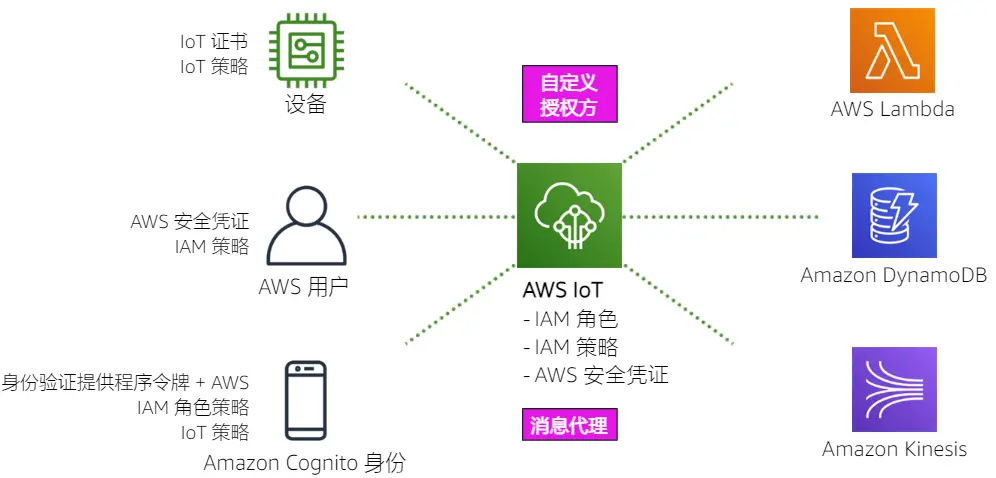 IoT 证书
IoT 策略
设备
自定义
授权方
AWS Lambda
AWS 安全凭证
IAM 策略
AWS 用户
AWS IoT
- IAM 角色
- IAM 策略
- AWS 安全凭证
Amazon DynamoDB
身份验证提供程序令牌 + AWS
IAM 角色策略
IoT 策略
Amazon Cognito 身份
消息代理
Amazon Kinesis